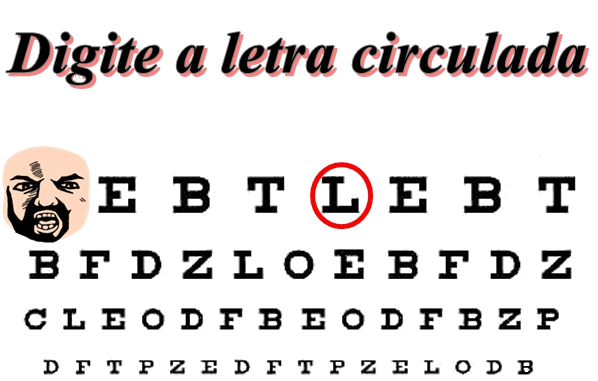 Digite a letra circulada
E B T L E B T
B F D Z L O E B F D Z
C L E O D F B E O D F B Z P
D F T P Z E D F T P Z E L O D B